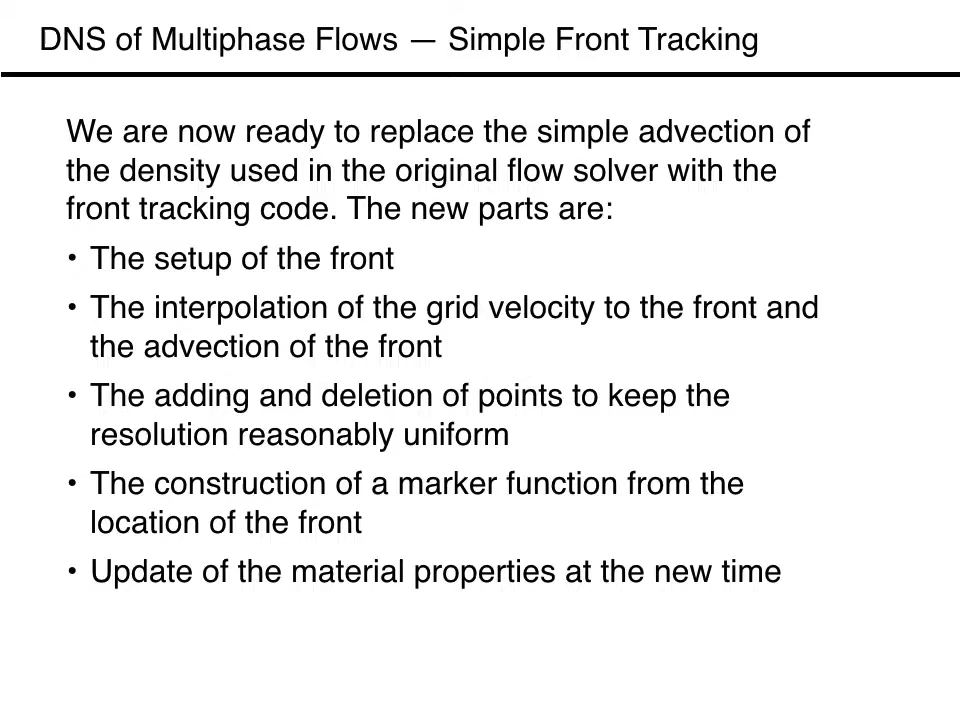 DNS of Multiphase Flows — Simple Front Tracking
We are now ready to replace the simple advection of
the density used in the original flow solver with the
front tracking code. The new parts are:
• The setup of the front
• The interpolation of the grid velocity to the front and
the advection of the front
• The adding and deletion of points to keep the
resolution reasonably uniform
• The construction of a marker function from the
location of the front
• Update of the material properties at the new time